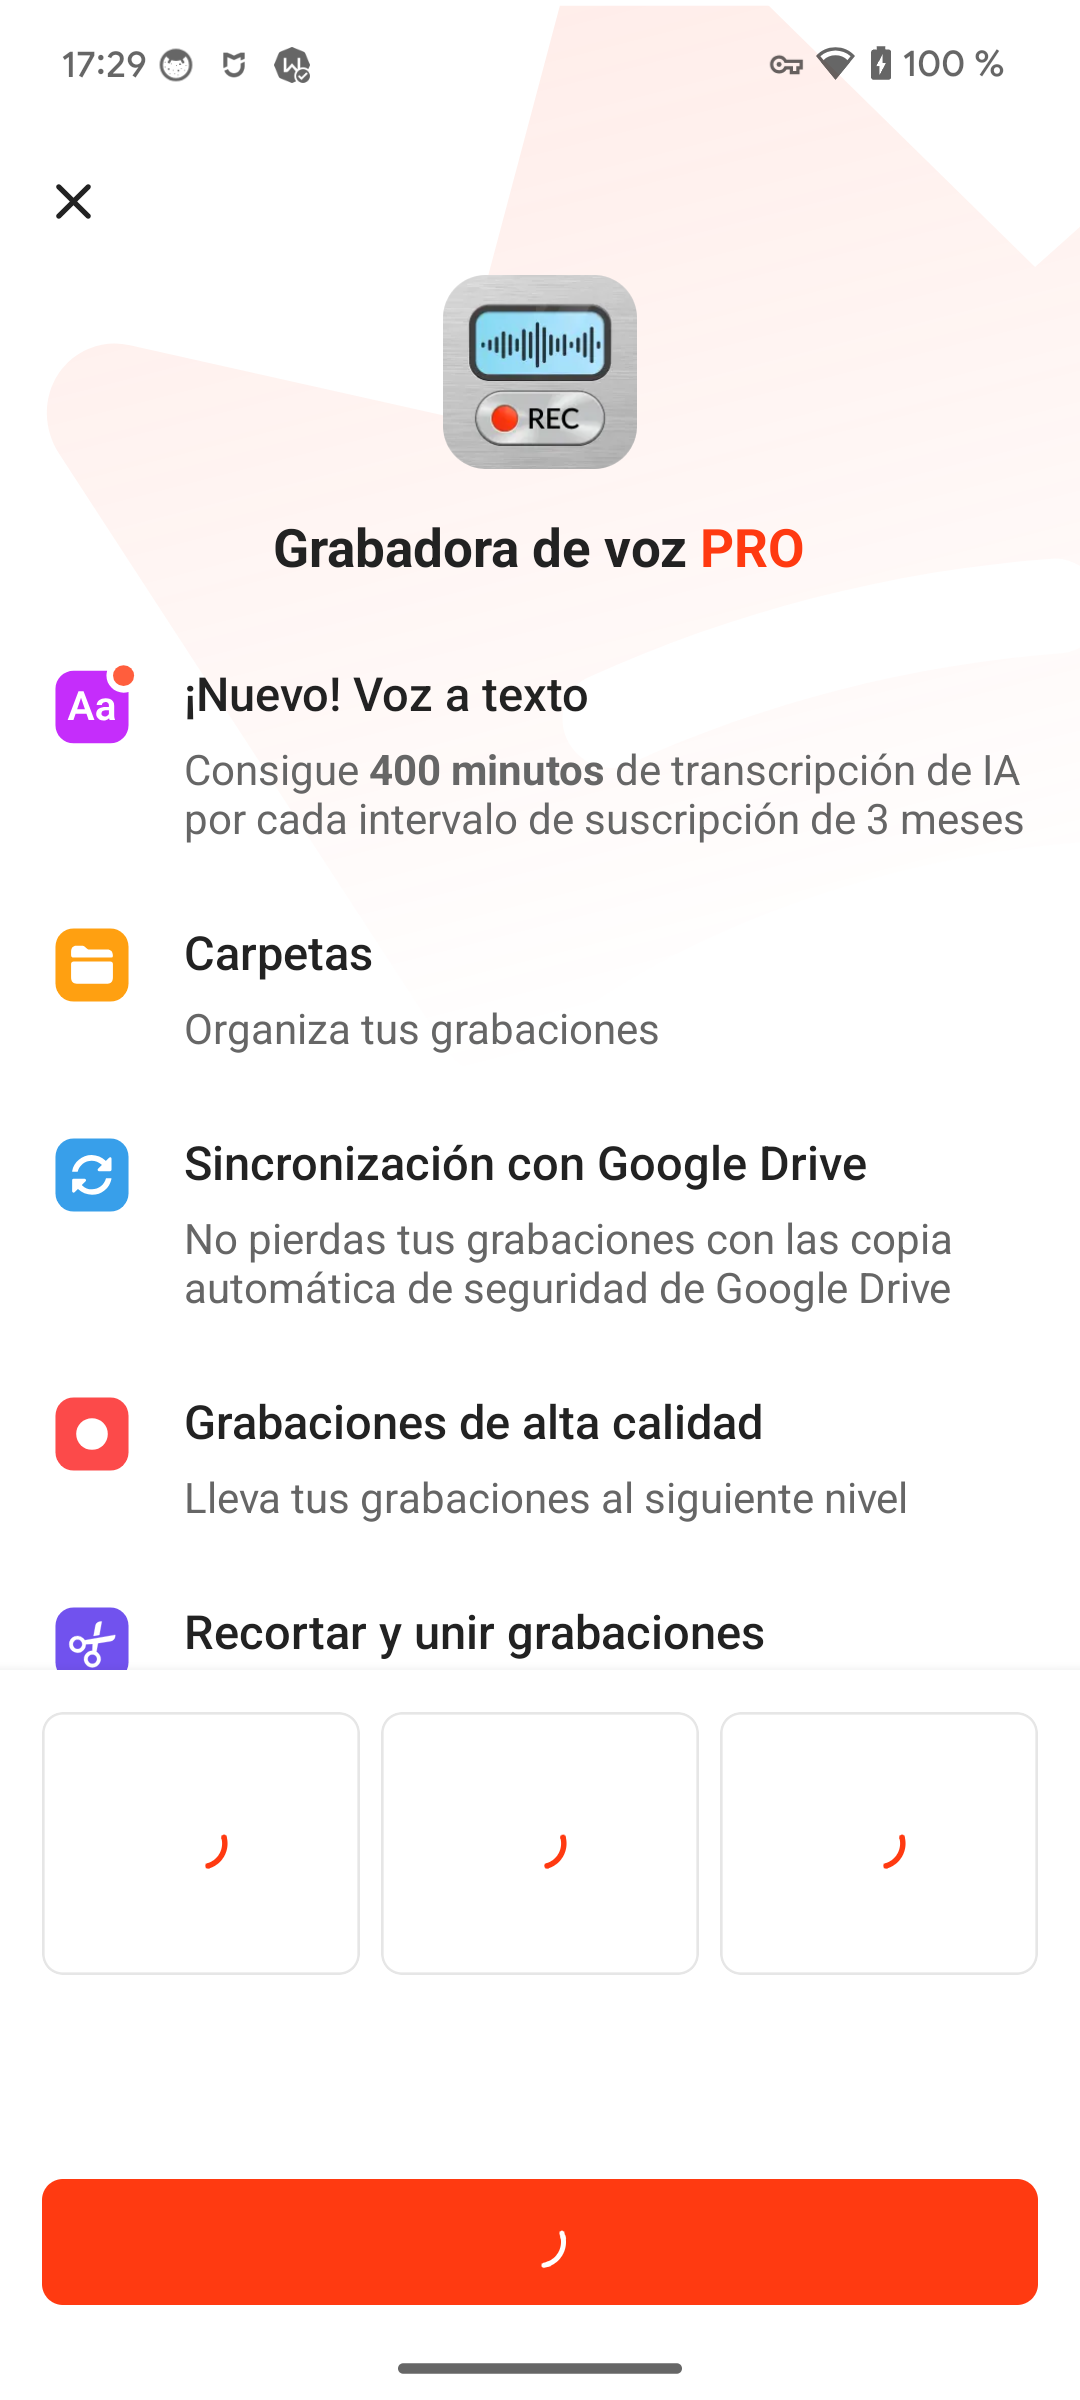 17:29
100 %
REC
Grabadora de voz PRO
Aa
¡Nuevo! Voz a texto
Consigue 400 minutos de transcripción de IA
por cada intervalo de suscripción de 3 meses
Carpetas
Organiza tus grabaciones
Sincronización con Google Drive
No pierdas tus grabaciones con las copia
automática de seguridad de Google Drive
Grabaciones de alta calidad
Lleva tus grabaciones al siguiente nivel
Recortar y unir grabaciones